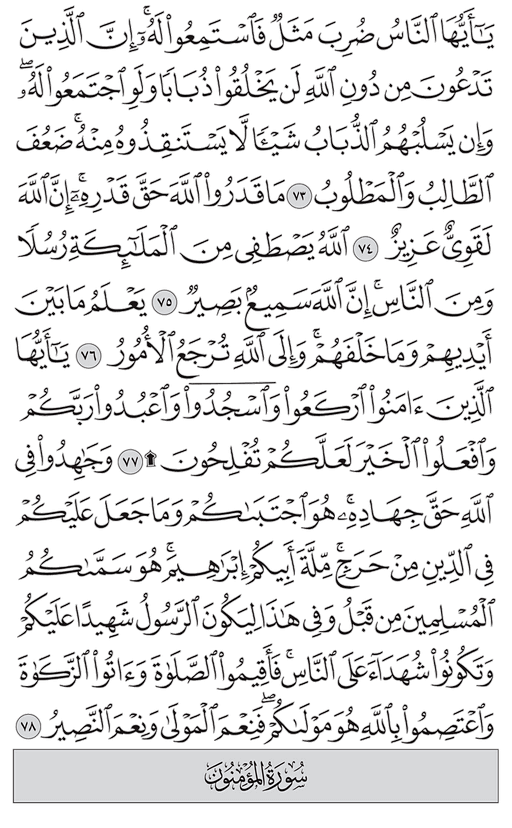 يَٰٓأَيُّهَا ٱلنَّاسُ ضُرِبَ مَثَلٞ فَٱسۡتَمِعُواْ لَهُۥٓۚ إِنَّ ٱلَّذِينَ
تَدۡعُونَ مِن دُونِ ٱللَّهِ لَن يَخۡلُقُواْ ذُبَابٗا وَلَوِ ٱجۡتَمَعُواْ لَهُۥۖ
وَإِن يَسۡلُبۡهُمُ ٱلذُّبَابُ شَيۡـٔٗا لَّا يَسۡتَنقِذُوهُ مِنۡهُۚ ضَعُفَ
ٱلطَّالِبُ وَٱلۡمَطۡلُوبُ ٧٣ مَا قَدَرُواْ ٱللَّهَ حَقَّ قَدۡرِهِۦٓۚ إِنَّ ٱللَّهَ
لَقَوِيٌّ عَزِيزٌ ٧٤ ٱللَّهُ يَصۡطَفِي مِنَ ٱلۡمَلَٰٓئِكَةِ رُسُلٗا
وَمِنَ ٱلنَّاسِۚ إِنَّ ٱللَّهَ سَمِيعُۢ بَصِيرٞ ٧٥ يَعۡلَمُ مَا بَيۡنَ
أَيۡدِيهِمۡ وَمَا خَلۡفَهُمۡۚ وَإِلَى ٱللَّهِ تُرۡجَعُ ٱلۡأُمُورُ ٧٦ يَٰٓأَيُّهَا
ٱلَّذِينَ ءَامَنُواْ ٱرۡكَعُواْ وَٱسۡجُدُواْۤ وَٱعۡبُدُواْ رَبَّكُمۡ
وَٱفۡعَلُواْ ٱلۡخَيۡرَ لَعَلَّكُمۡ تُفۡلِحُونَ ۩ ٧٧ وَجَٰهِدُواْ فِي
ٱللَّهِ حَقَّ جِهَادِهِۦۚ هُوَ ٱجۡتَبَىٰكُمۡ وَمَا جَعَلَ عَلَيۡكُمۡ
فِي ٱلدِّينِ مِنۡ حَرَجٖۚ مِّلَّةَ أَبِيكُمۡ إِبۡرَٰهِيمَۚ هُوَ سَمَّىٰكُمُ
ٱلۡمُسۡلِمِينَ مِن قَبۡلُ وَفِي هَٰذَا لِيَكُونَ ٱلرَّسُولُ شَهِيدًا عَلَيۡكُمۡ
وَتَكُونُواْ شُهَدَآءَ عَلَى ٱلنَّاسِۚ فَأَقِيمُواْ ٱلصَّلَوٰةَ وَءَاتُواْ ٱلزَّكَوٰةَ
وَٱعۡتَصِمُواْ بِٱللَّهِ هُوَ مَوۡلَىٰكُمۡۖ فَنِعۡمَ ٱلۡمَوۡلَىٰ وَنِعۡمَ ٱلنَّصِيرُ ٧٨
سُورَةُ المُؤۡمِنُونَ